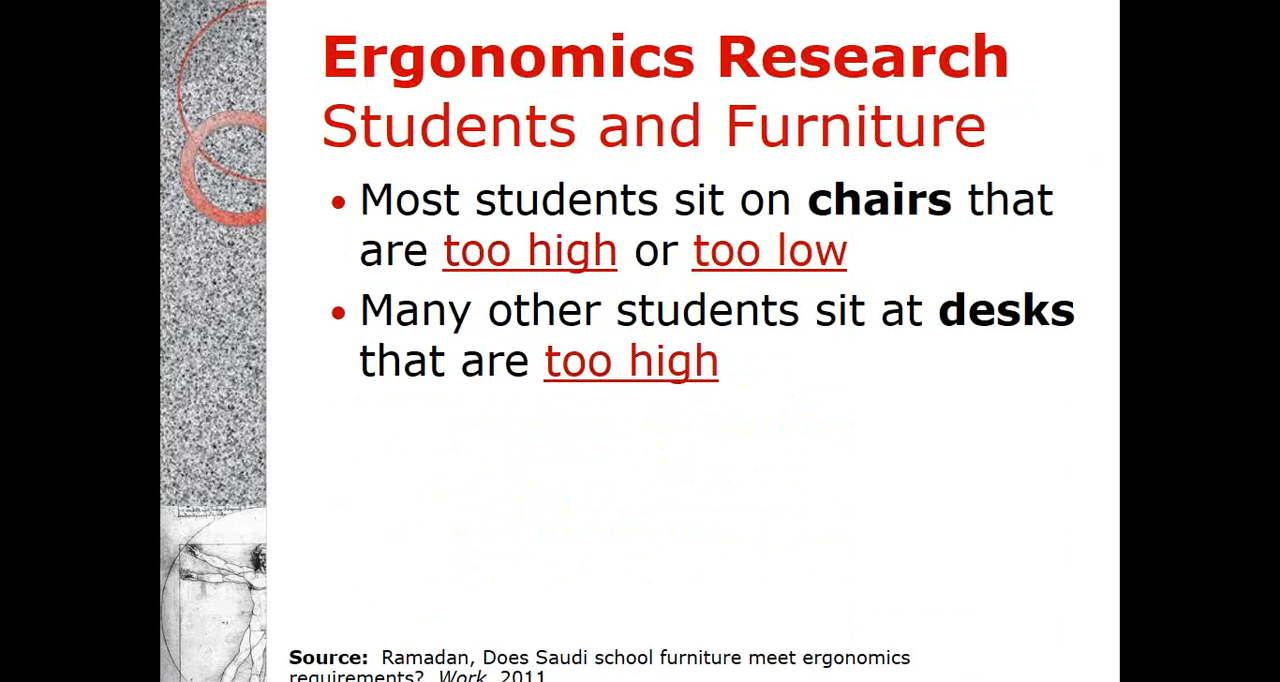 Ergonomics Research
Students and Furniture
• Most students sit on chairs that
are too high or too low
• Many other students sit at desks
that are too high
Source: Ramadan, Does Saudi school furniture meet ergonomics
requirements? Work, 2011